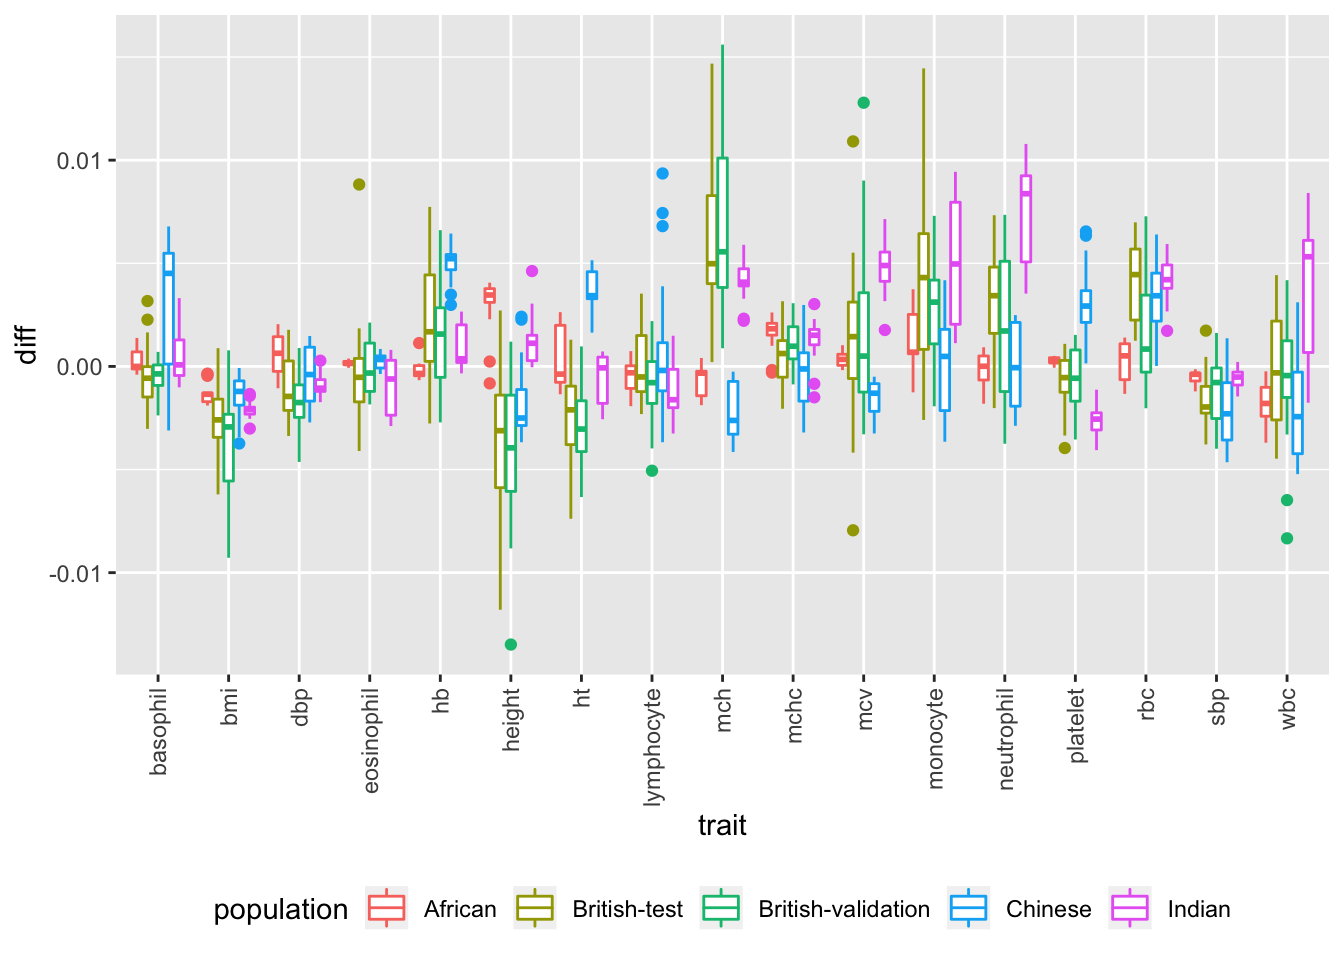 diff
0.01
0.00
-0.01
basophil
bmi
dbp
eosinophil
hb
height
ht
lymphocyte
mch
mchc
mcv
monocyte
neutrophil
platelet
rbc
sbp
wbc
trait
population
African
British-test
British-validation
Chinese
Indian